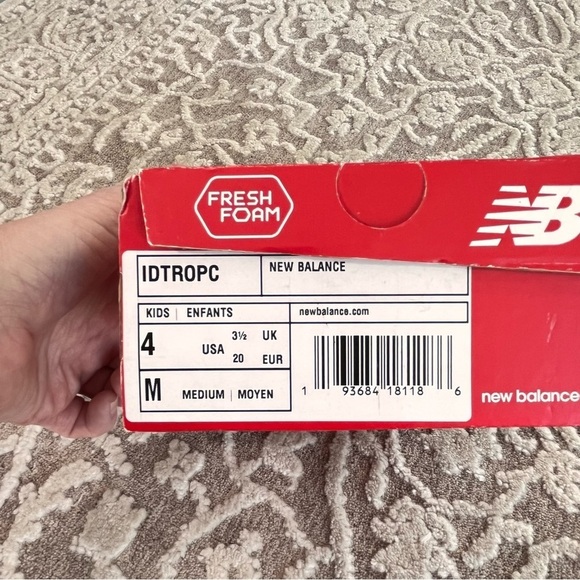 FRESH
FOAM
NB
IDTROPC
NEW BALANCE
KIDS | ENFANTS
newbalance.com
4 USA 3½ UK
20 EUR
M MEDIUM | MOYEN
1 93684 18118 6
new balance